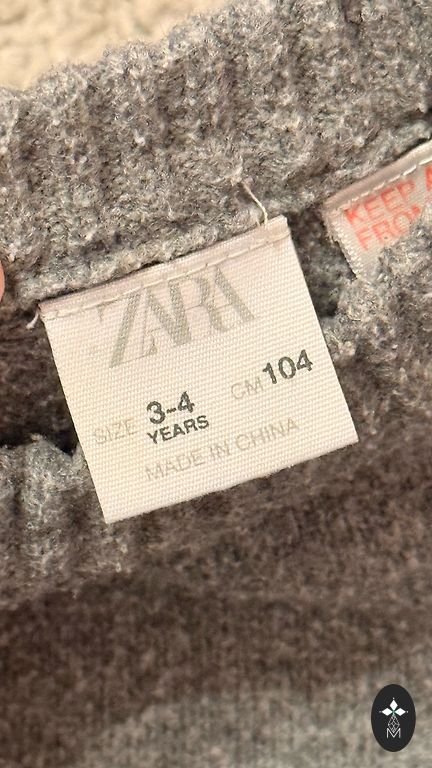 ZARA
SIZE 3-4 YEARS CM 104
MADE IN CHINA
KEEP A
FROM
M